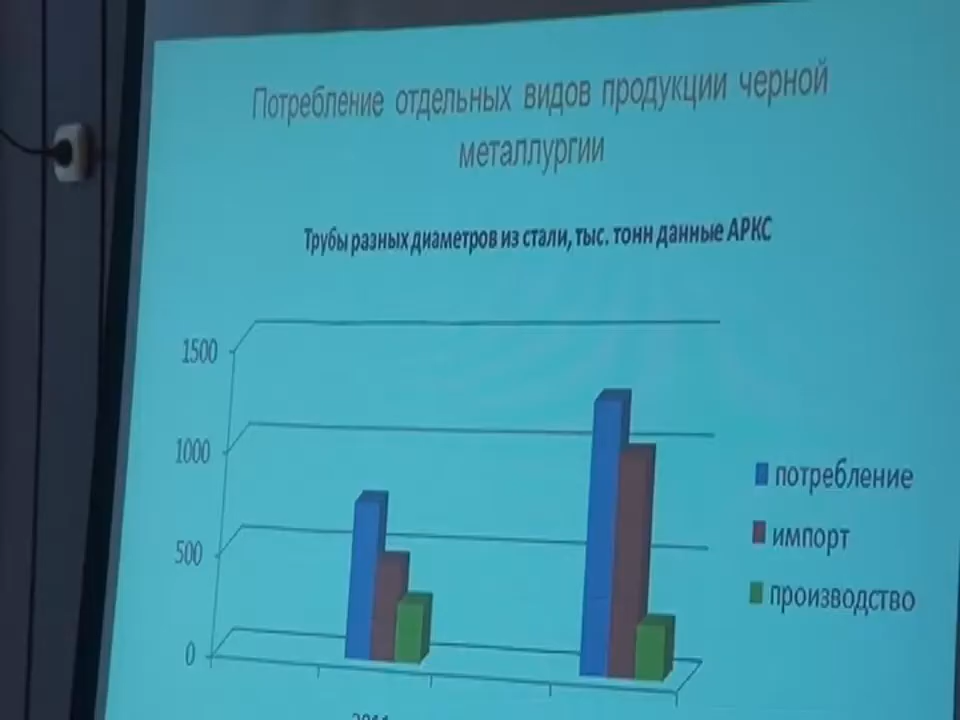 Потребление отдельных видов продукции черной
металлургии
Трубы разных диаметров из стали, тыс. тонн данные АРКС
1500
1000
500
0
потребление
импорт
производство